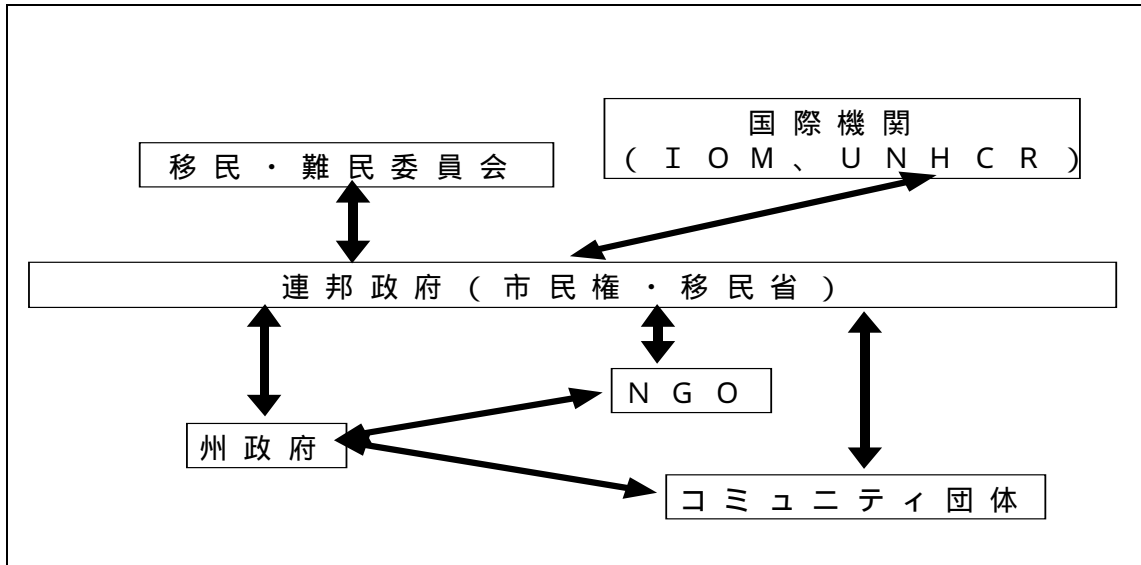 移民・難民委員会
国際機関
(ＩＯＭ、ＵＮＨＣＲ)
連邦政府(市民権・移民省)
ＮＧＯ
州政府
コミュニティ団体